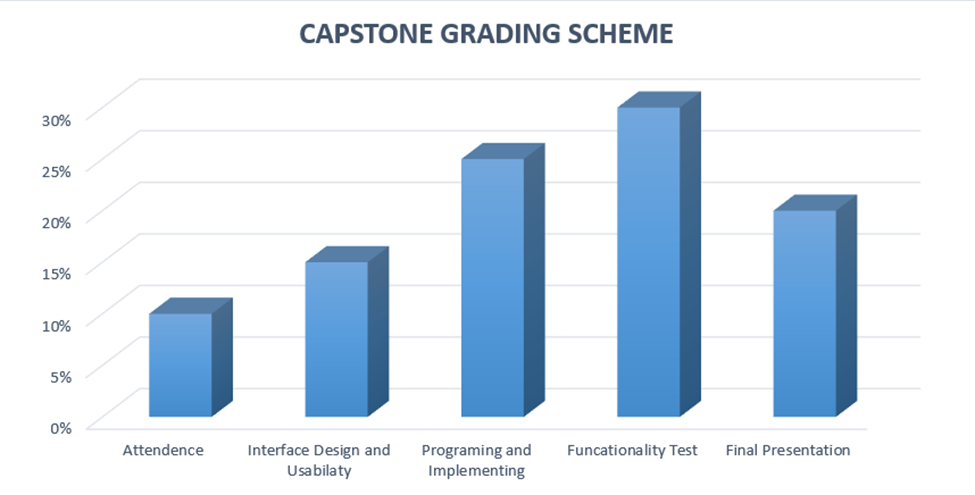 CAPSTONE GRADING SCHEME
30%
25%
20%
15%
10%
5%
0%
Attendence
Interface Design and
Usabilaty
Programing and
Implementing
Funcationality Test
Final Presentation